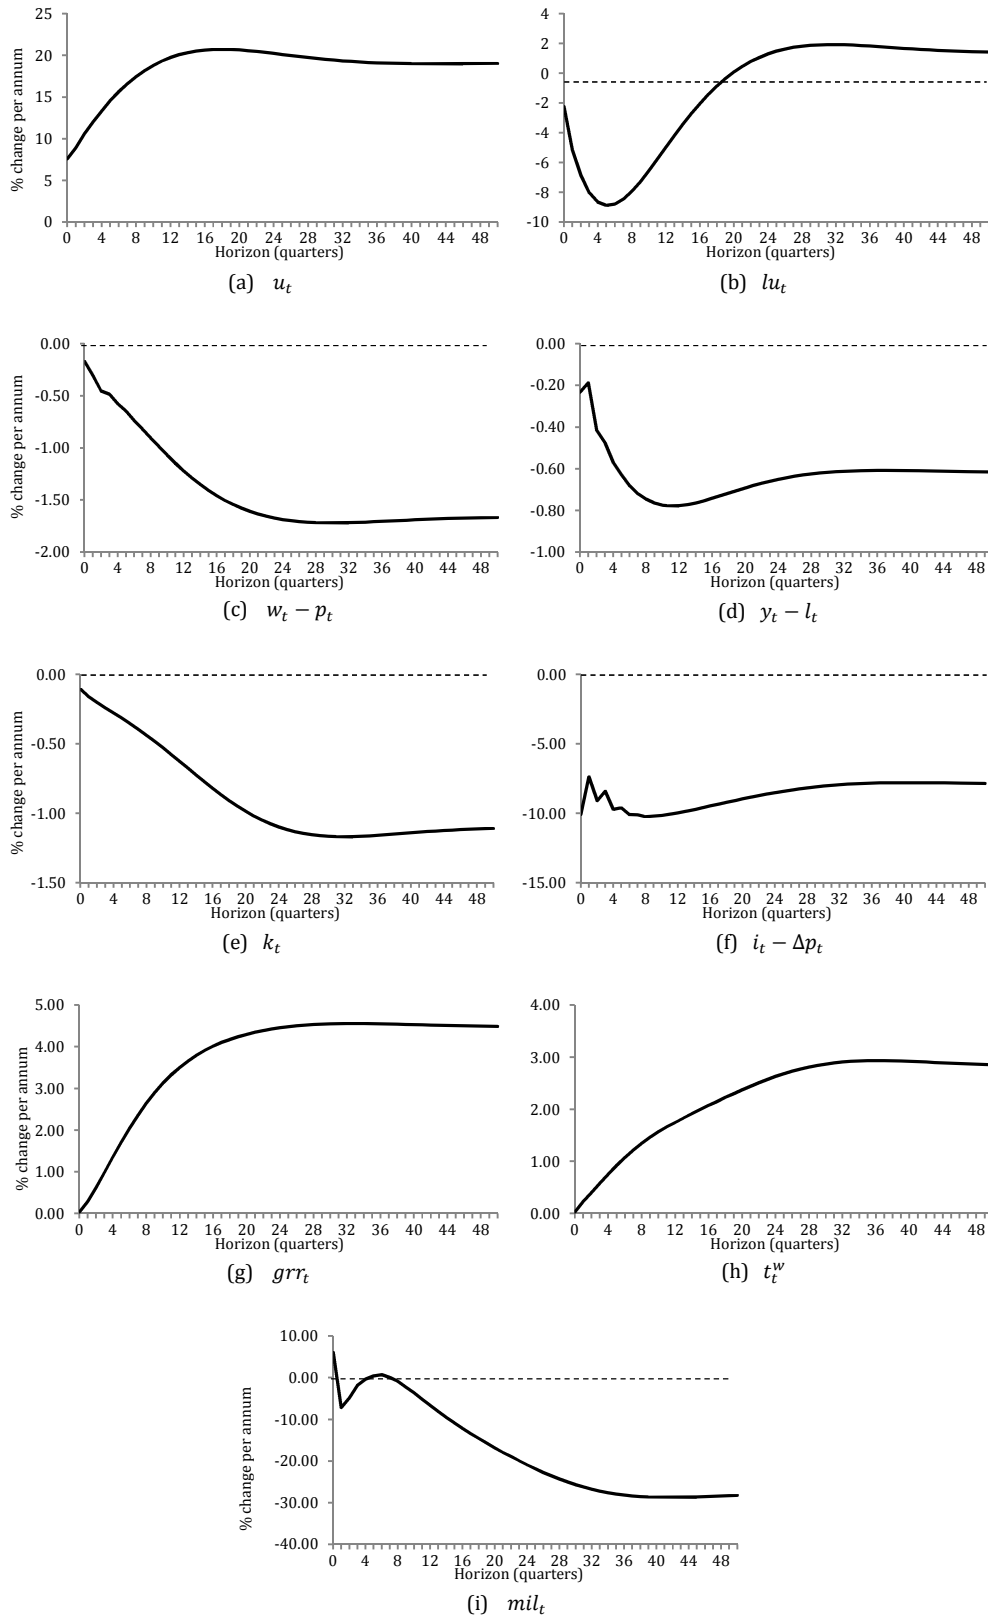 % change per annum
25
20
15
10
5
0
0 4 8 12 16 20 24 28 32 36 40 44 48
Horizon (quarters)
(a) u_t
4
2
0
-2
-4
-6
-8
-10
0 4 8 12 16 20 24 28 32 36 40 44 48
Horizon (quarters)
(b) lu_t
% change per annum
0.00
-0.50
-1.00
-1.50
-2.00
0 4 8 12 16 20 24 28 32 36 40 44 48
Horizon (quarters)
(c) w_t − p_t
0.00
-0.20
-0.40
-0.60
-0.80
-1.00
0 4 8 12 16 20 24 28 32 36 40 44 48
Horizon (quarters)
(d) y_t − l_t
% change per annum
0.00
-0.50
-1.00
-1.50
0 4 8 12 16 20 24 28 32 36 40 44 48
Horizon (quarters)
(e) k_t
0.00
-5.00
-10.00
-15.00
0 4 8 12 16 20 24 28 32 36 40 44 48
Horizon (quarters)
(f) i_t − Δp_t
% change per annum
5.00
4.00
3.00
2.00
1.00
0.00
0 4 8 12 16 20 24 28 32 36 40 44 48
Horizon (quarters)
(g) grr_t
4.00
3.00
2.00
1.00
0.00
0 4 8 12 16 20 24 28 32 36 40 44 48
Horizon (quarters)
(h) t_t^w
% change per annum
10.00
0.00
-10.00
-20.00
-30.00
-40.00
0 4 8 12 16 20 24 28 32 36 40 44 48
Horizon (quarters)
(i) mil_t